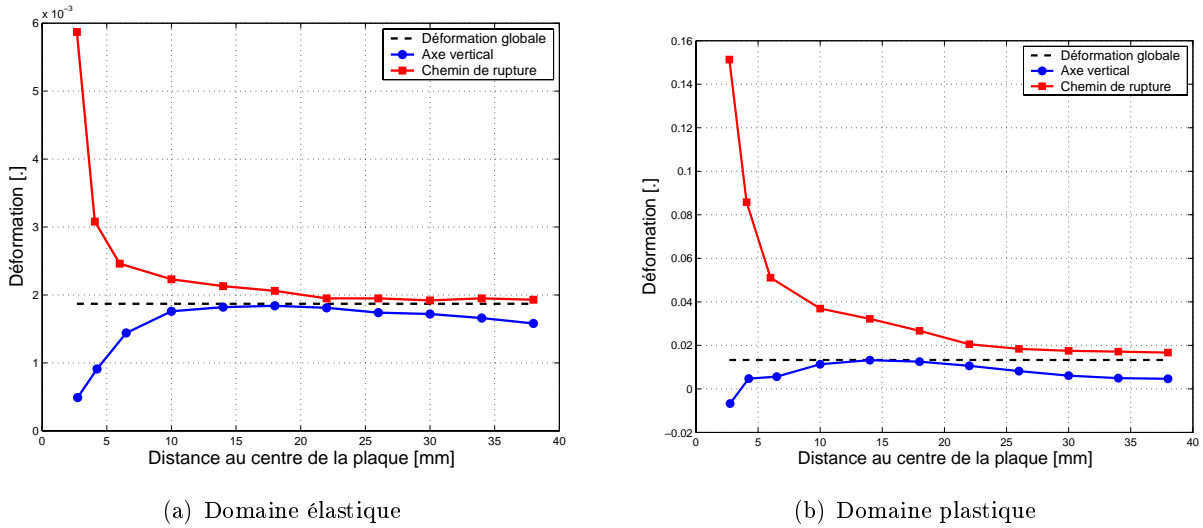 x 10⁻³
6
5
4
3
2
1
0
0 5 10 15 20 25 30 35 40
Déformation [.]
Distance au centre de la plaque [mm]
Déformation globale
Axe vertical
Chemin de rupture
(a) Domaine élastique
0.16
0.14
0.12
0.1
0.08
0.06
0.04
0.02
0
−0.02
0 5 10 15 20 25 30 35 40
Déformation [.]
Distance au centre de la plaque [mm]
Déformation globale
Axe vertical
Chemin de rupture
(b) Domaine plastique